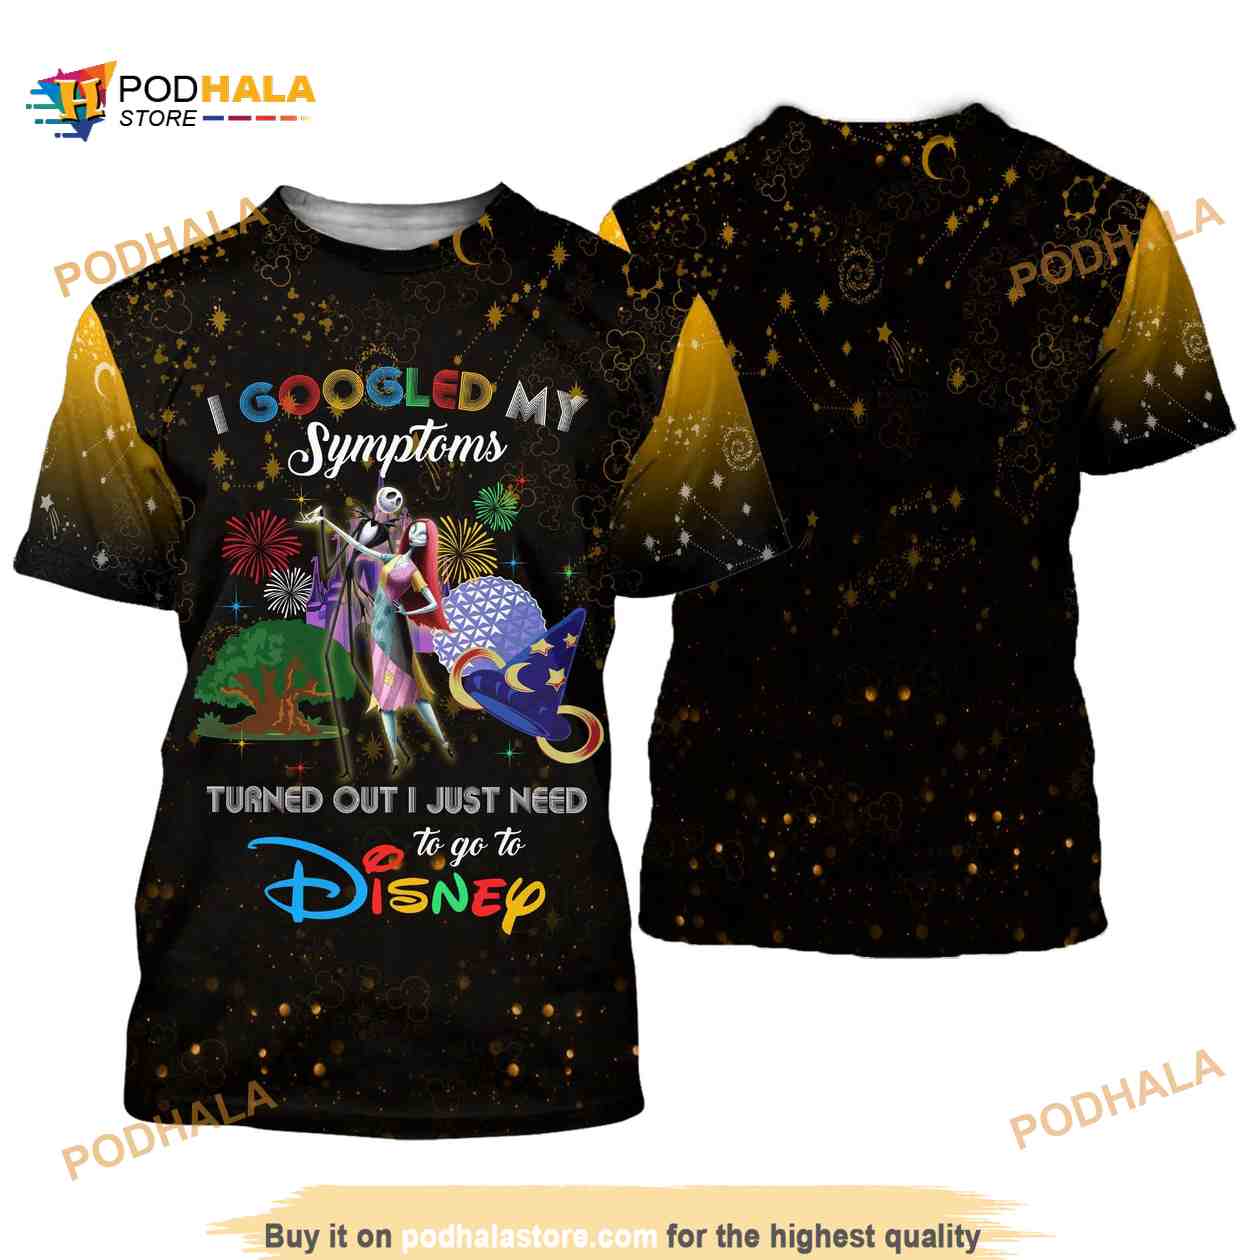 H PODHALA
STORE
PODHALA
PODHALA
I GOOGLED MY
Symptoms
TURNED OUT I JUST NEED
to go to
DISNEY
PODHALA
PODHALA
Buy it on podhalastore.com for the highest quality